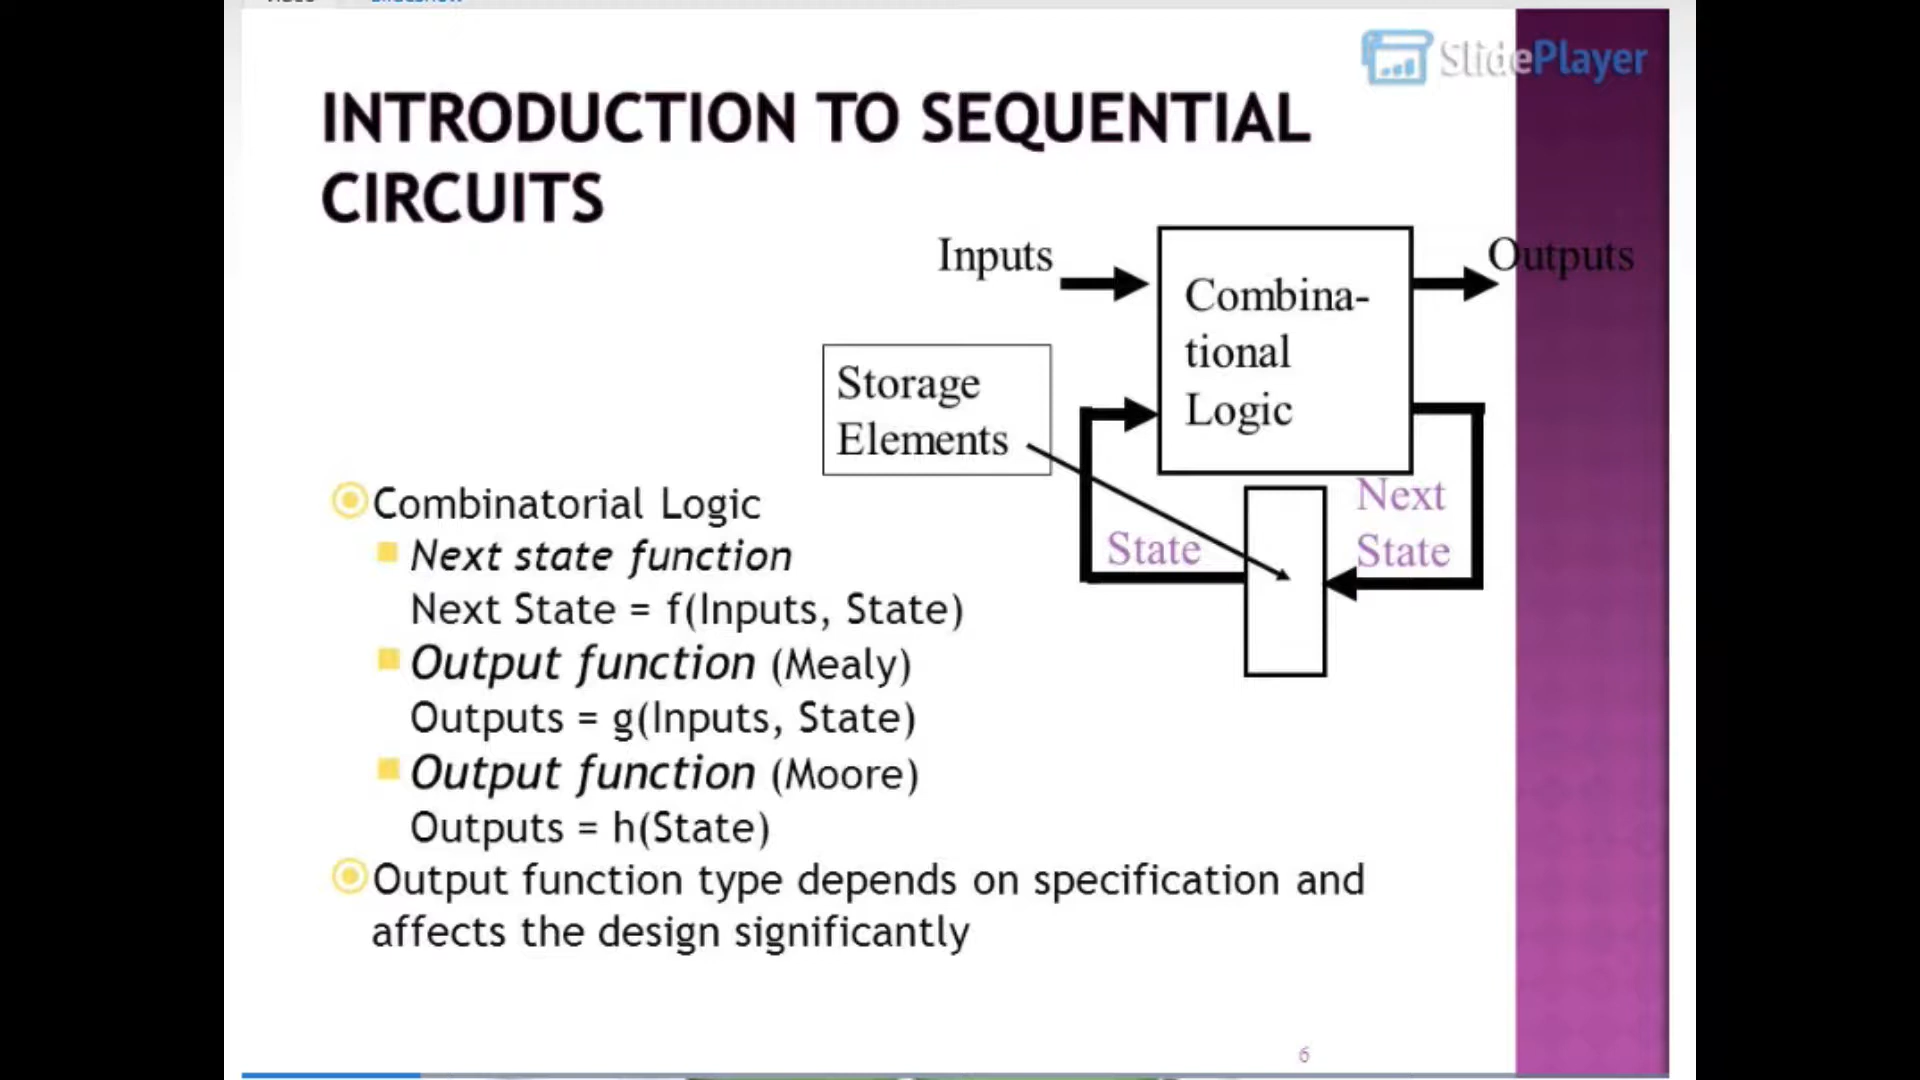 SlidePlayer
INTRODUCTION TO SEQUENTIAL
CIRCUITS
Inputs
Outputs
Combina-
tional
Logic
Storage
Elements
State
Next
State
Combinatorial Logic
Next state function
Next State = f(Inputs, State)
Output function (Mealy)
Outputs = g(Inputs, State)
Output function (Moore)
Outputs = h(State)
Output function type depends on specification and
affects the design significantly
6